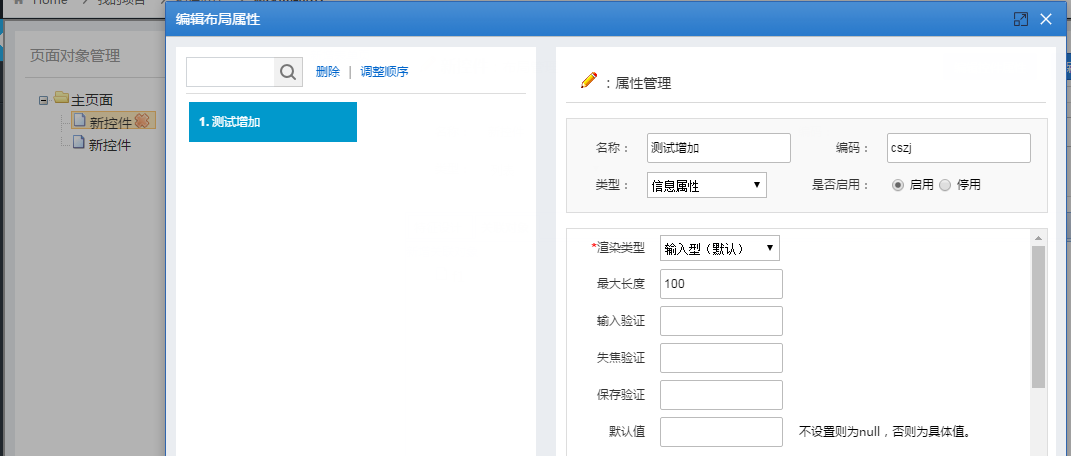 Home
我的项目
编辑布局属性
页面对象管理
主页面
新控件
新控件
删除 | 调整顺序
1. 测试增加
：属性管理
名称： 测试增加 编码： cszj
类型： 信息属性 是否启用： 启用 停用
*渲染类型 输入型（默认）
最大长度 100
输入验证
失焦验证
保存验证
默认值 不设置则为null，否则为具体值。